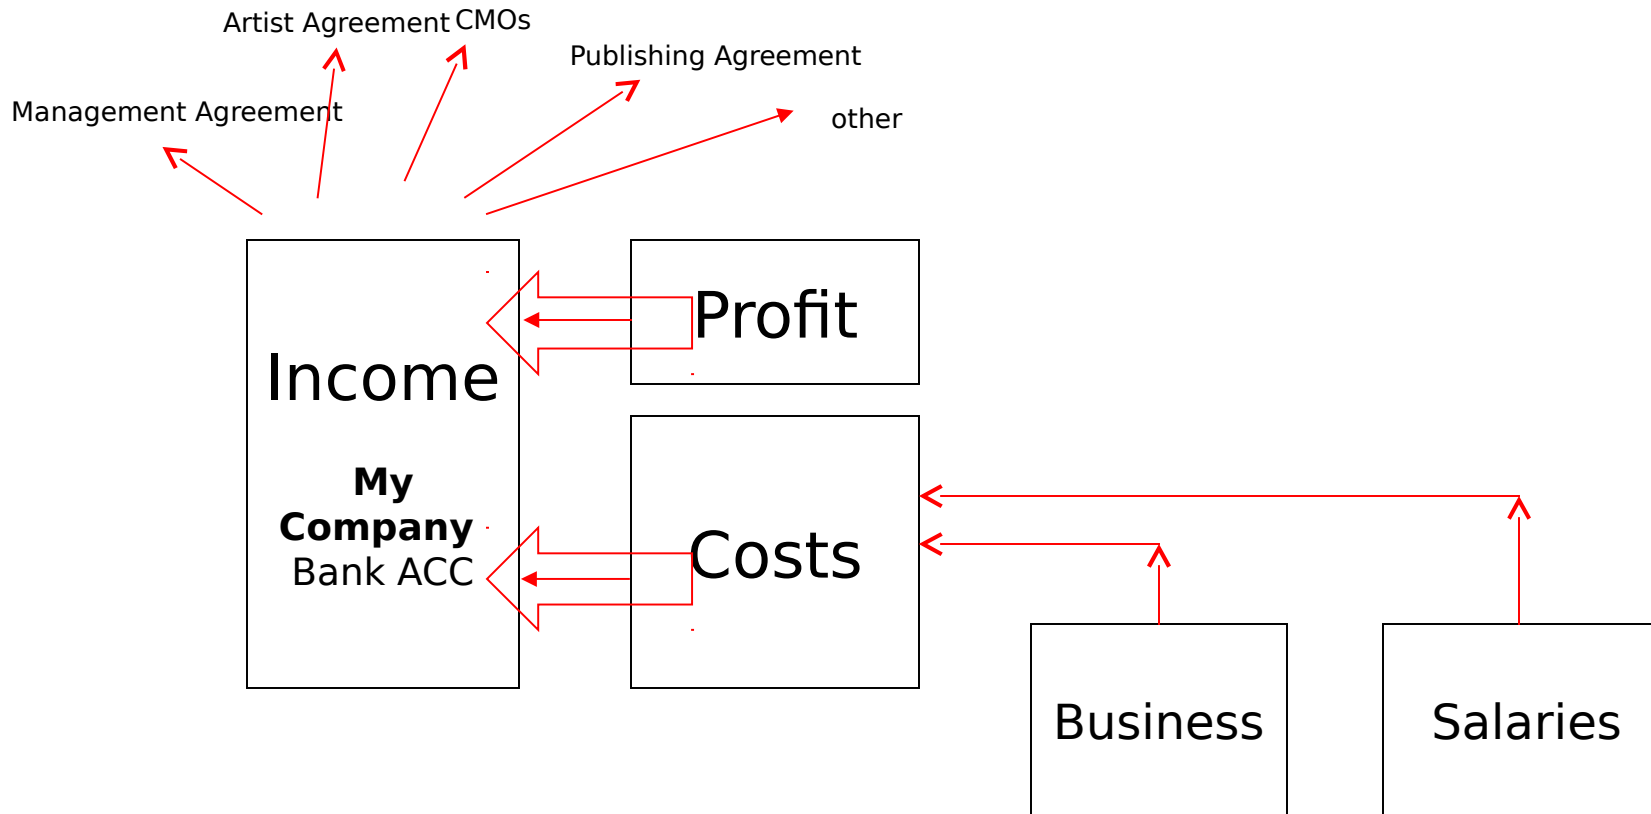 Artist Agreement
CMOs
Publishing Agreement
Management Agreement
other
Profit
Income
My
Company
Bank ACC
Costs
Business
Salaries